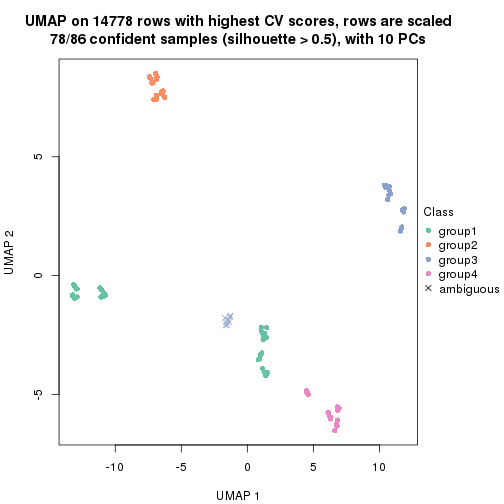 UMAP on 14778 rows with highest CV scores, rows are scaled
78/86 confident samples (silhouette > 0.5), with 10 PCs
5
0
-5
UMAP 2
-10
-5
0
5
10
UMAP 1
Class
group1
group2
group3
group4
ambiguous